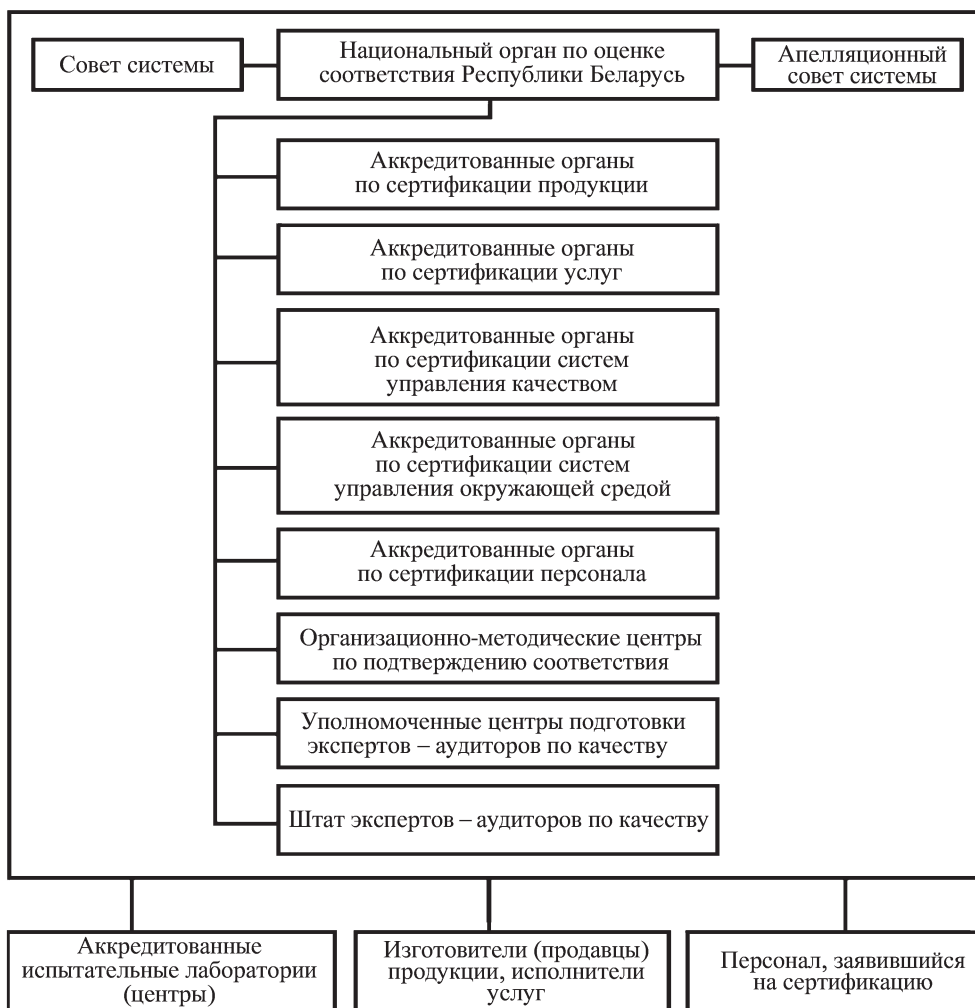 Совет системы
Национальный орган по оценке
соответствия Республики Беларусь
Апелляционный
совет системы
Аккредитованные органы
по сертификации продукции
Аккредитованные органы
по сертификации услуг
Аккредитованные органы
по сертификации систем
управления качеством
Аккредитованные органы
по сертификации систем
управления окружающей средой
Аккредитованные органы
по сертификации персонала
Организационно-методические центры
по подтверждению соответствия
Уполномоченные центры подготовки
экспертов – аудиторов по качеству
Штат экспертов – аудиторов по качеству
Аккредитованные
испытательные лаборатории
(центры)
Изготовители (продавцы)
продукции, исполнители
услуг
Персонал, заявившийся
на сертификацию